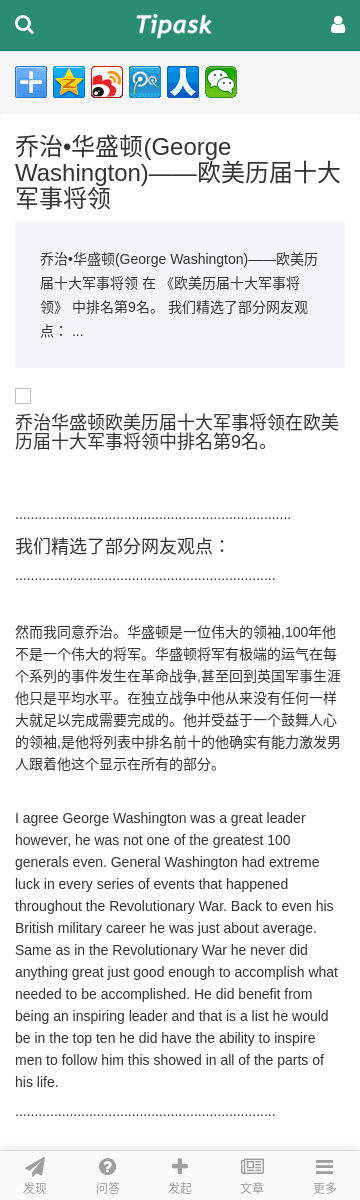 Tipask
乔治•华盛顿(George
Washington)——欧美历届十大
军事将领
乔治•华盛顿(George Washington)——欧美历
届十大军事将领 在 《欧美历届十大军事将
领》 中排名第9名。 我们精选了部分网友观
点： ...
乔治华盛顿欧美历届十大军事将领在欧美
历届十大军事将领中排名第9名。
.......................................................................
我们精选了部分网友观点：
...................................................................
然而我同意乔治。华盛顿是一位伟大的领袖,100年他
不是一个伟大的将军。华盛顿将军有极端的运气在每
个系列的事件发生在革命战争,甚至回到英国军事生涯
他只是平均水平。在独立战争中他从来没有任何一样
大就足以完成需要完成的。他并受益于一个鼓舞人心
的领袖,是他将列表中排名前十的他确实有能力激发男
人跟着他这个显示在所有的部分。
I agree George Washington was a great leader
however, he was not one of the greatest 100
generals even. General Washington had extreme
luck in every series of events that happened
throughout the Revolutionary War. Back to even his
British military career he was just about average.
Same as in the Revolutionary War he never did
anything great just good enough to accomplish what
needed to be accomplished. He did benefit from
being an inspiring leader and that is a list he would
be in the top ten he did have the ability to inspire
men to follow him this showed in all of the parts of
his life.
...................................................................
发现 问答 发起 文章 更多